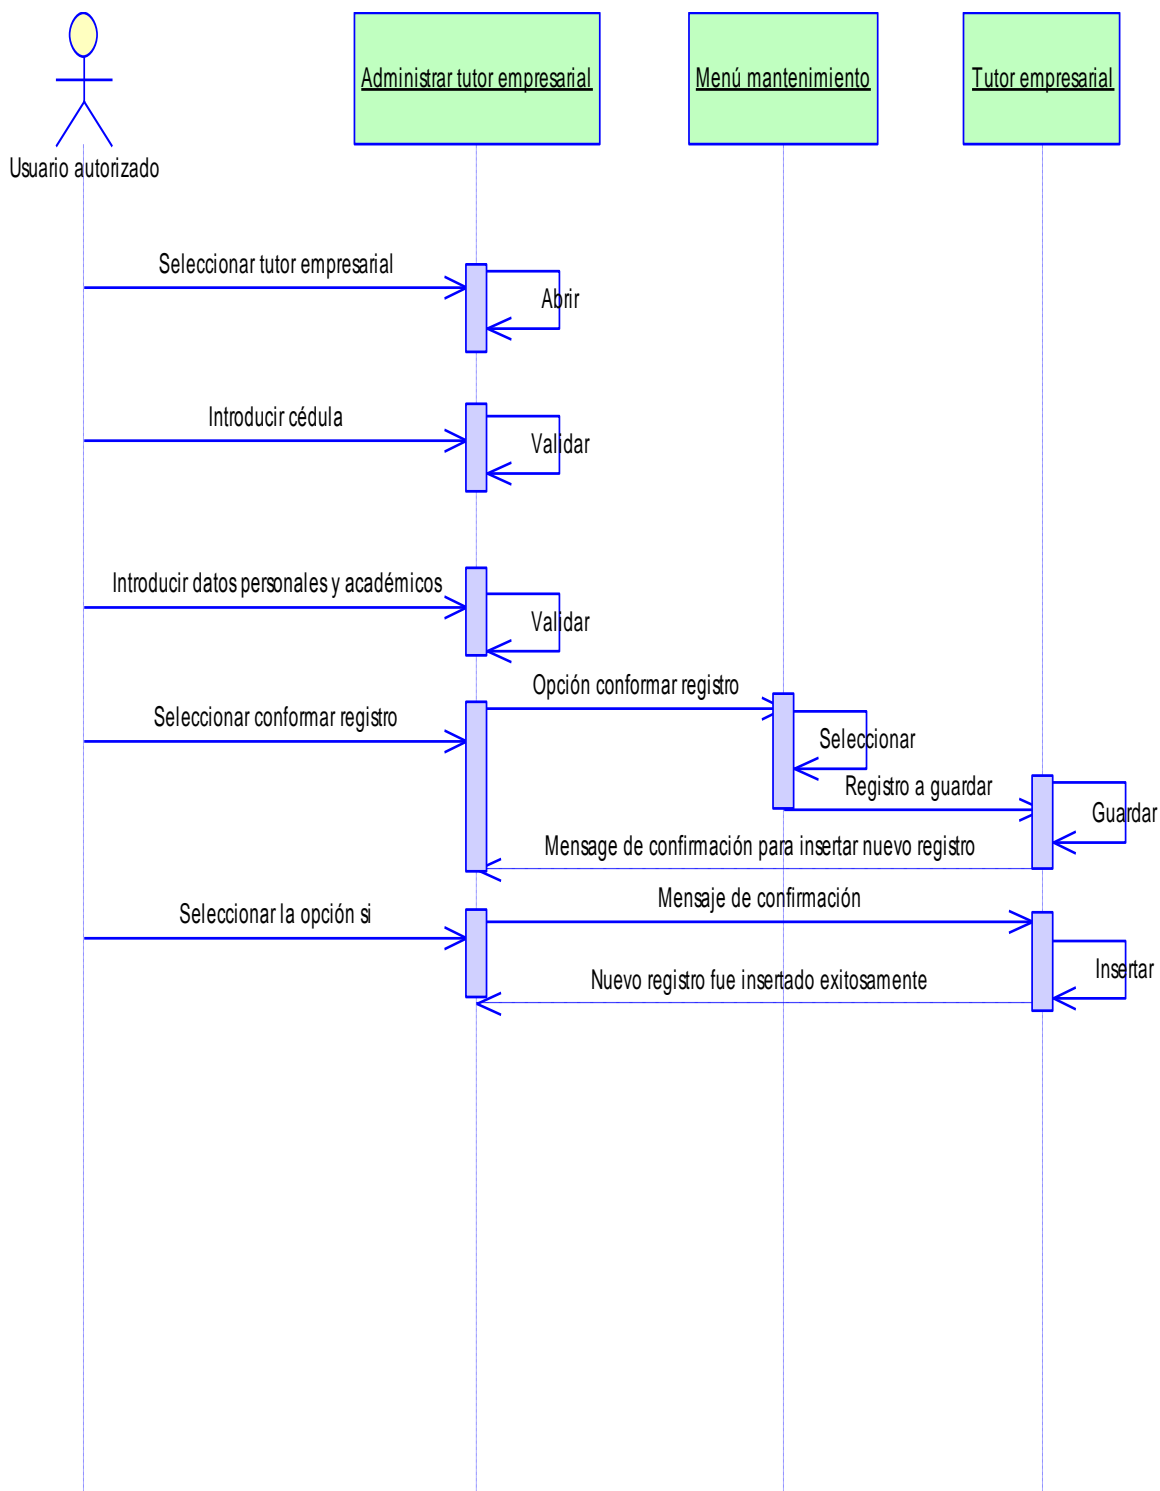 Administrar tutor empresarial
Menú mantenimiento
Tutor empresarial
Usuario autorizado
Seleccionar tutor empresarial
Abrir
Introducir cédula
Validar
Introducir datos personales y académicos
Validar
Opción conformar registro
Seleccionar conformar registro
Seleccionar
Registro a guardar
Guardar
Mensage de confirmación para insertar nuevo registro
Mensaje de confirmación
Seleccionar la opción si
Insertar
Nuevo registro fue insertado exitosamente